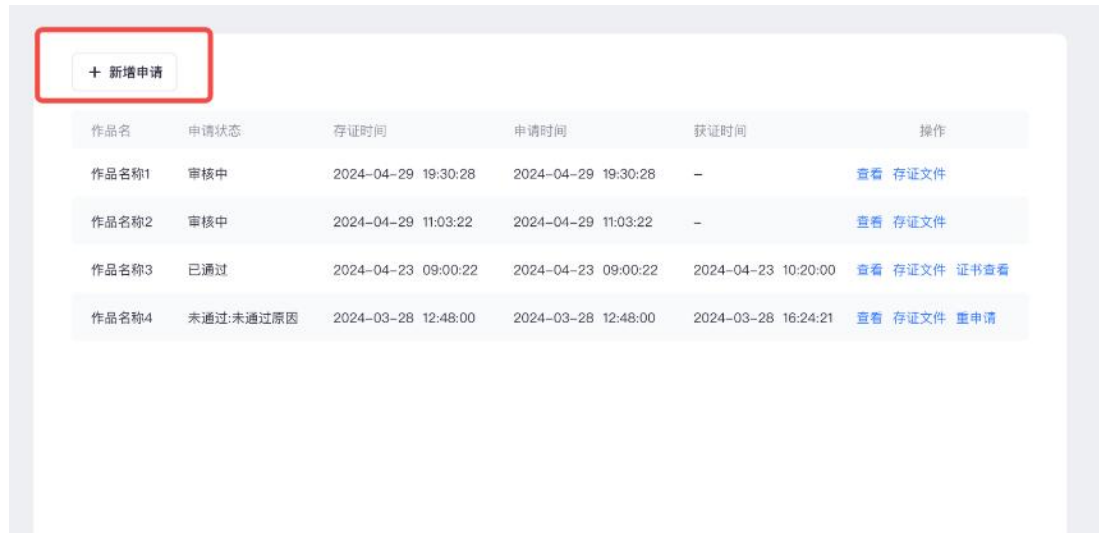 + 新增申请
作品名 申请状态 存证时间 申请时间 获证时间 操作
作品名称1 审核中 2024-04-29 19:30:28 2024-04-29 19:30:28 - 查看 存证文件
作品名称2 审核中 2024-04-29 11:03:22 2024-04-29 11:03:22 - 查看 存证文件
作品名称3 已通过 2024-04-23 09:00:22 2024-04-23 09:00:22 2024-04-23 10:20:00 查看 存证文件 证书查看
作品名称4 未通过:未通过原因 2024-03-28 12:48:00 2024-03-28 12:48:00 2024-03-28 16:24:21 查看 存证文件 重申请